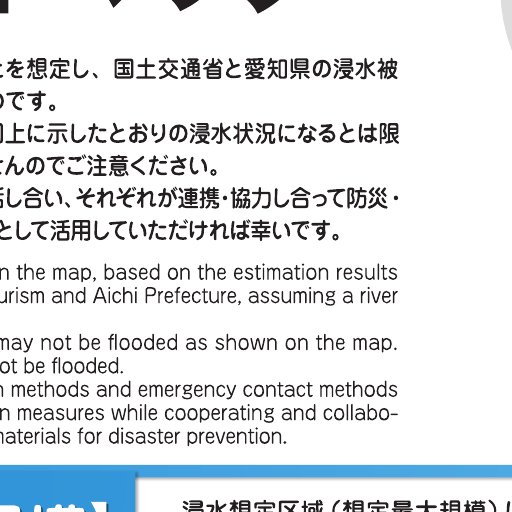 を想定し、国土交通省と愛知県の浸水被
のです。
上に示したとおりの浸水状況になるとは限
せんのでご注意ください。
し合い、それぞれが連携・協力し合って防災・
として活用していただければ幸いです。
n the map, based on the estimation results
urism and Aichi Prefecture, assuming a river
may not be flooded as shown on the map.
ot be flooded.
n methods and emergency contact methods
n measures while cooperating and collabo-
naterials for disaster prevention.
浸水想定区域(想定最大規模)